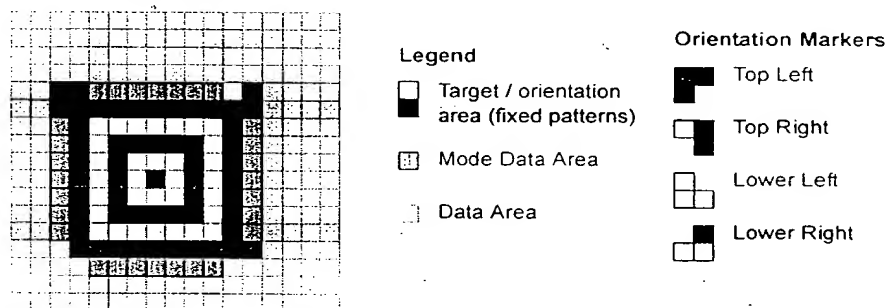 Legend
Target / orientation
area (fixed patterns)
Mode Data Area
Data Area
Orientation Markers
Top Left
Top Right
Lower Left
Lower Right